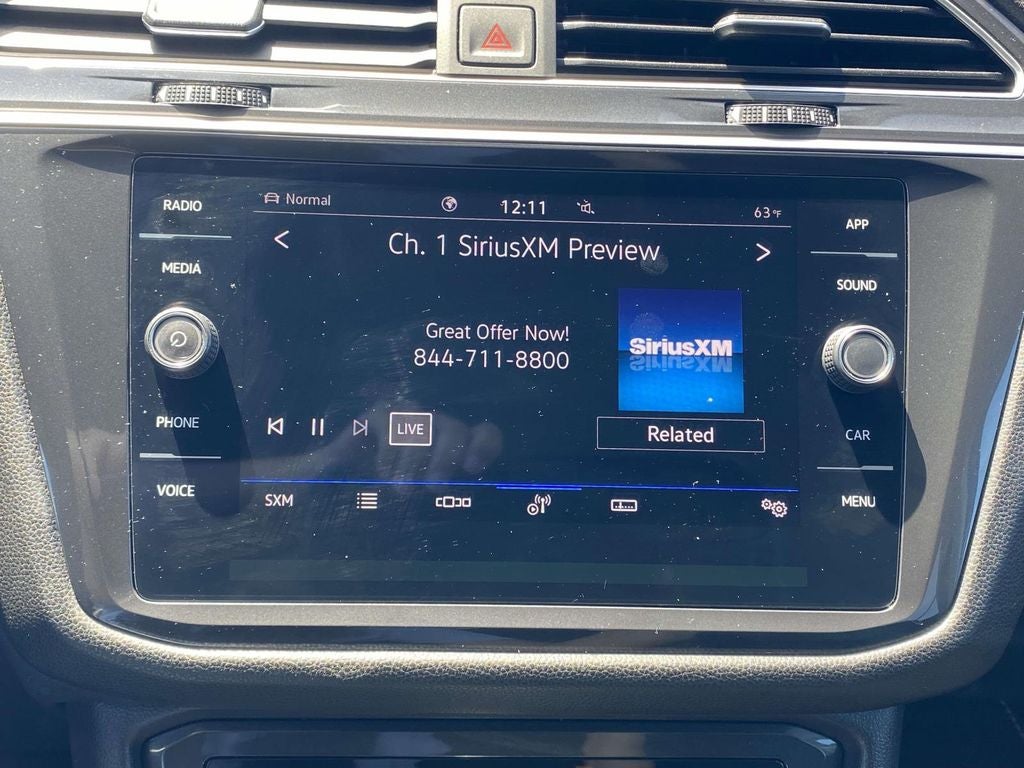 RADIO
MEDIA
PHONE
VOICE
Normal
12:11
63°F
Ch. 1 SiriusXM Preview
Great Offer Now!
844-711-8800
SiriusXM
LIVE
Related
SXM
APP
SOUND
CAR
MENU